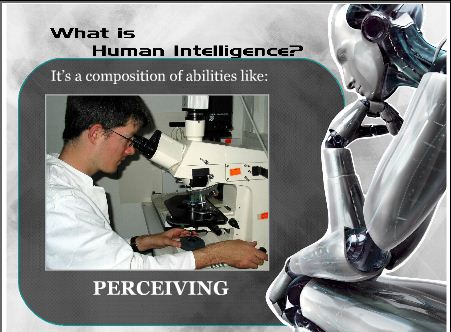 What is
Human Intelligence?
It's a composition of abilities like:
PERCEIVING